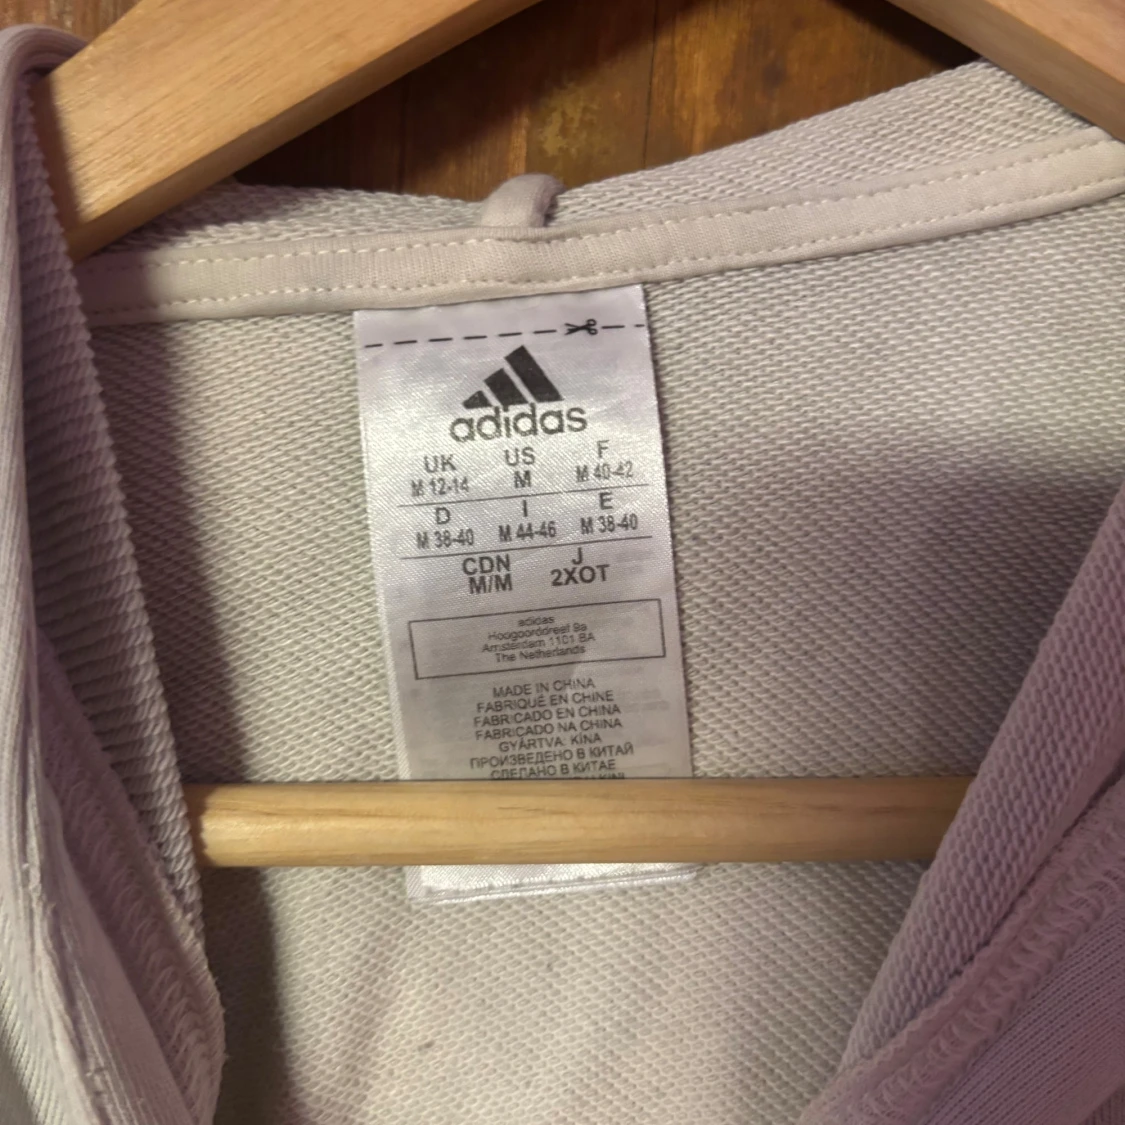 adidas
UK US F
M 12-14 M M 40-42
D I E
M 38-40 M 44-46 M 38-40
CDN J
M/M 2XOT
adidas
Hoogoorddreef 9a
Amsterdam 1101 BA
The Netherlands
MADE IN CHINA
FABRIQUÉ EN CHINE
FABRICADO EN CHINA
FABRICADO NA CHINA
GYÁRTVA: KÍNA
ПРОИЗВЕДЕНО В КИТАЙ
СДЕЛАНО В КИТАЕ